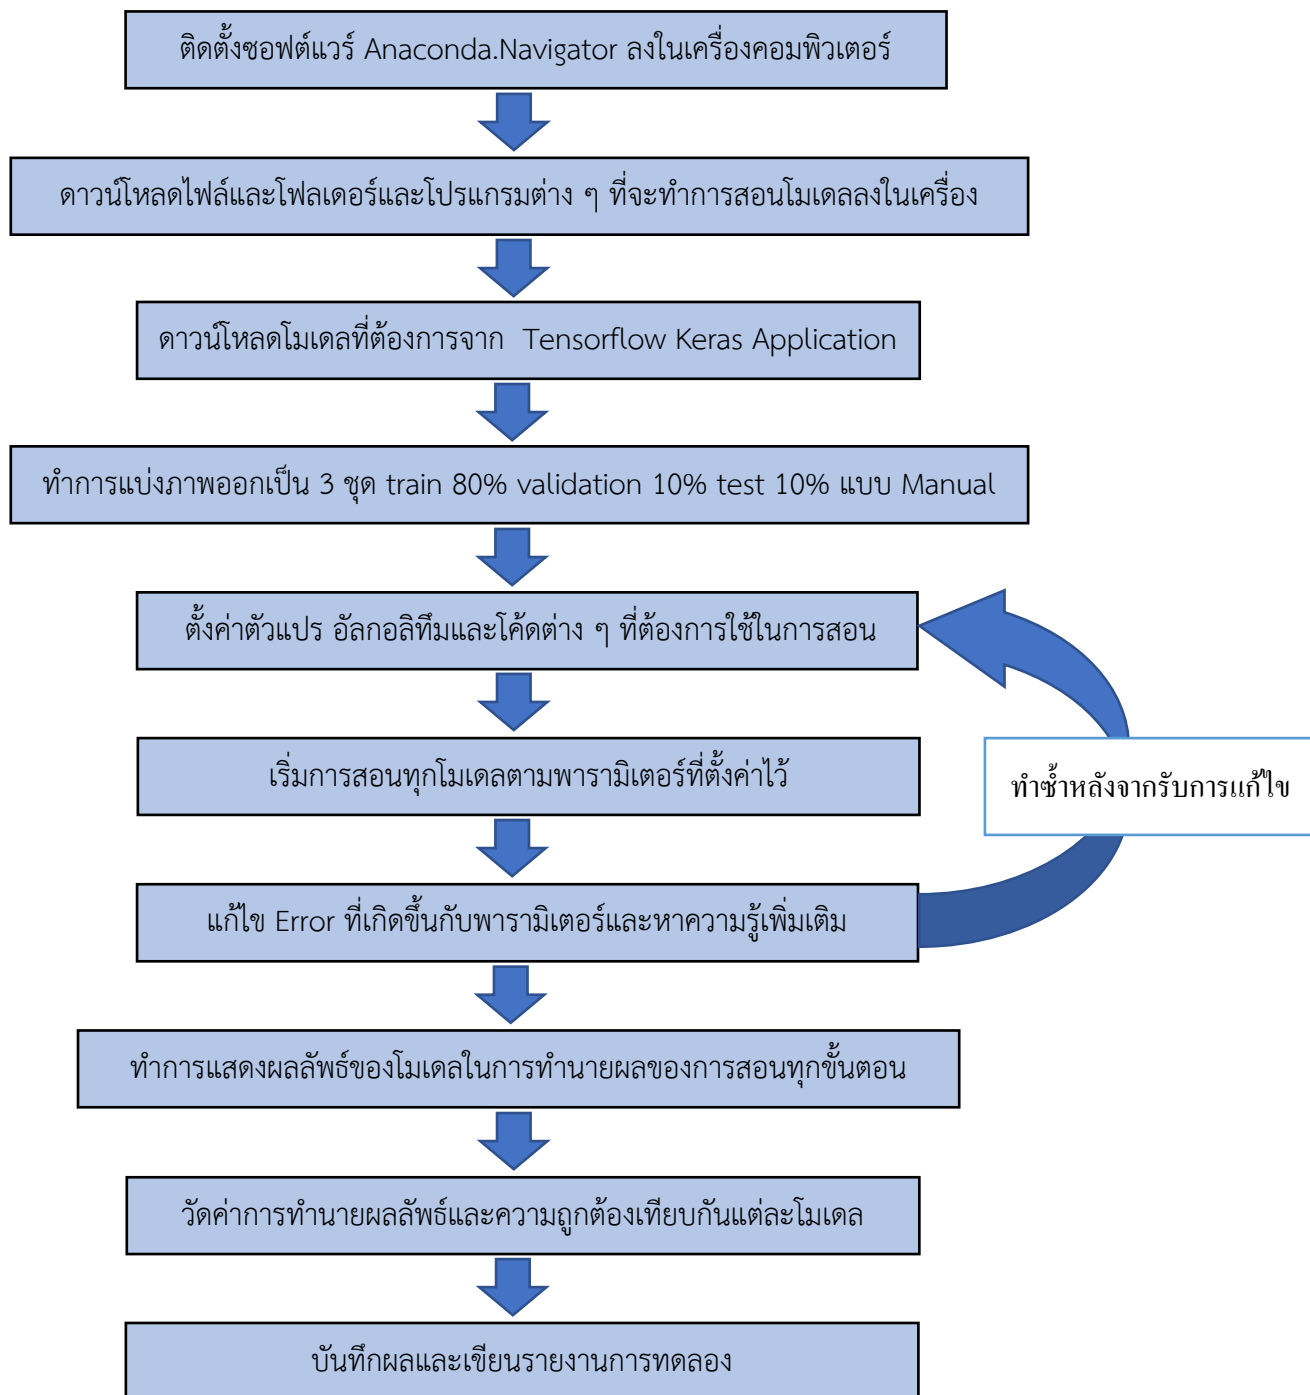 ติดตั้งซอฟต์แวร์ Anaconda.Navigator ลงในเครื่องคอมพิวเตอร์
ดาวน์โหลดไฟล์และโฟลเดอร์และโปรแกรมต่าง ๆ ที่จะทำการสอนโมเดลลงในเครื่อง
ดาวน์โหลดโมเดลที่ต้องการจาก Tensorflow Keras Application
ทำการแบ่งภาพออกเป็น 3 ชุด train 80% validation 10% test 10% แบบ Manual
ตั้งค่าตัวแปร อัลกอลิทึมและโค้ดต่าง ๆ ที่ต้องการใช้ในการสอน
เริ่มการสอนทุกโมเดลตามพารามิเตอร์ที่ตั้งค่าไว้
ทำซ้ำหลังจากรับการแก้ไข
แก้ไข Error ที่เกิดขึ้นกับพารามิเตอร์และหาความรู้เพิ่มเติม
ทำการแสดงผลลัพธ์ของโมเดลในการทำนายผลของการสอนทุกขั้นตอน
วัดค่าการทำนายผลลัพธ์และความถูกต้องเทียบกันแต่ละโมเดล
บันทึกผลและเขียนรายงานการทดลอง